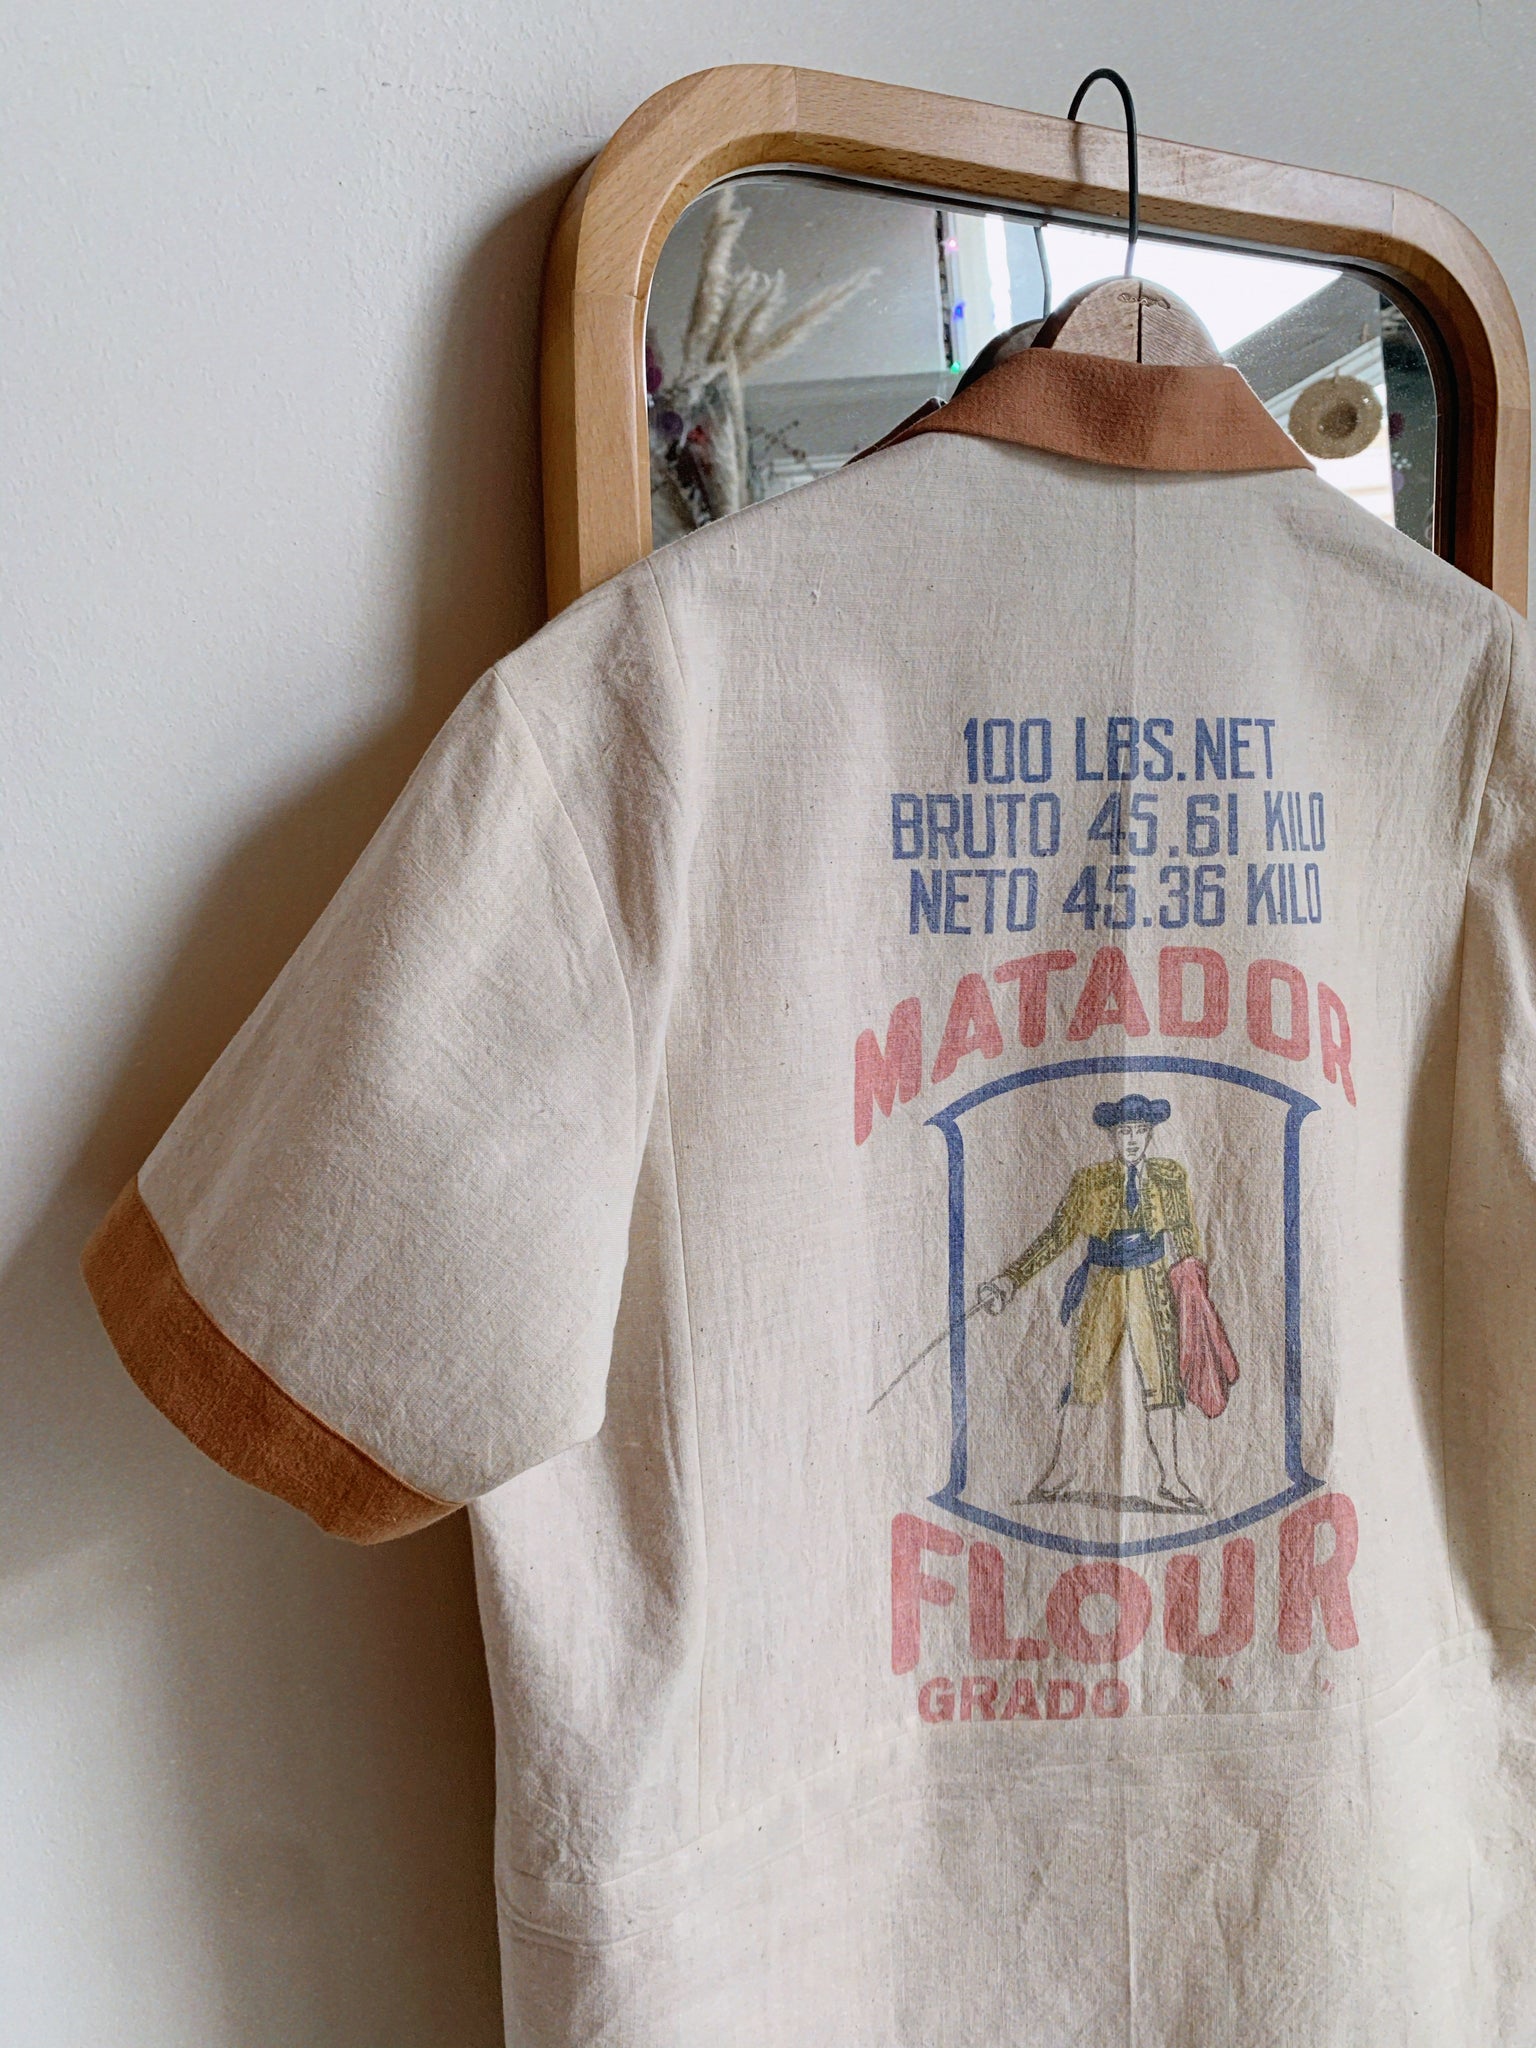 100 LBS.NET
BRUTO 45.61 KILO
NETO 45.36 KILO
MATADOR
FLOUR
GRADO